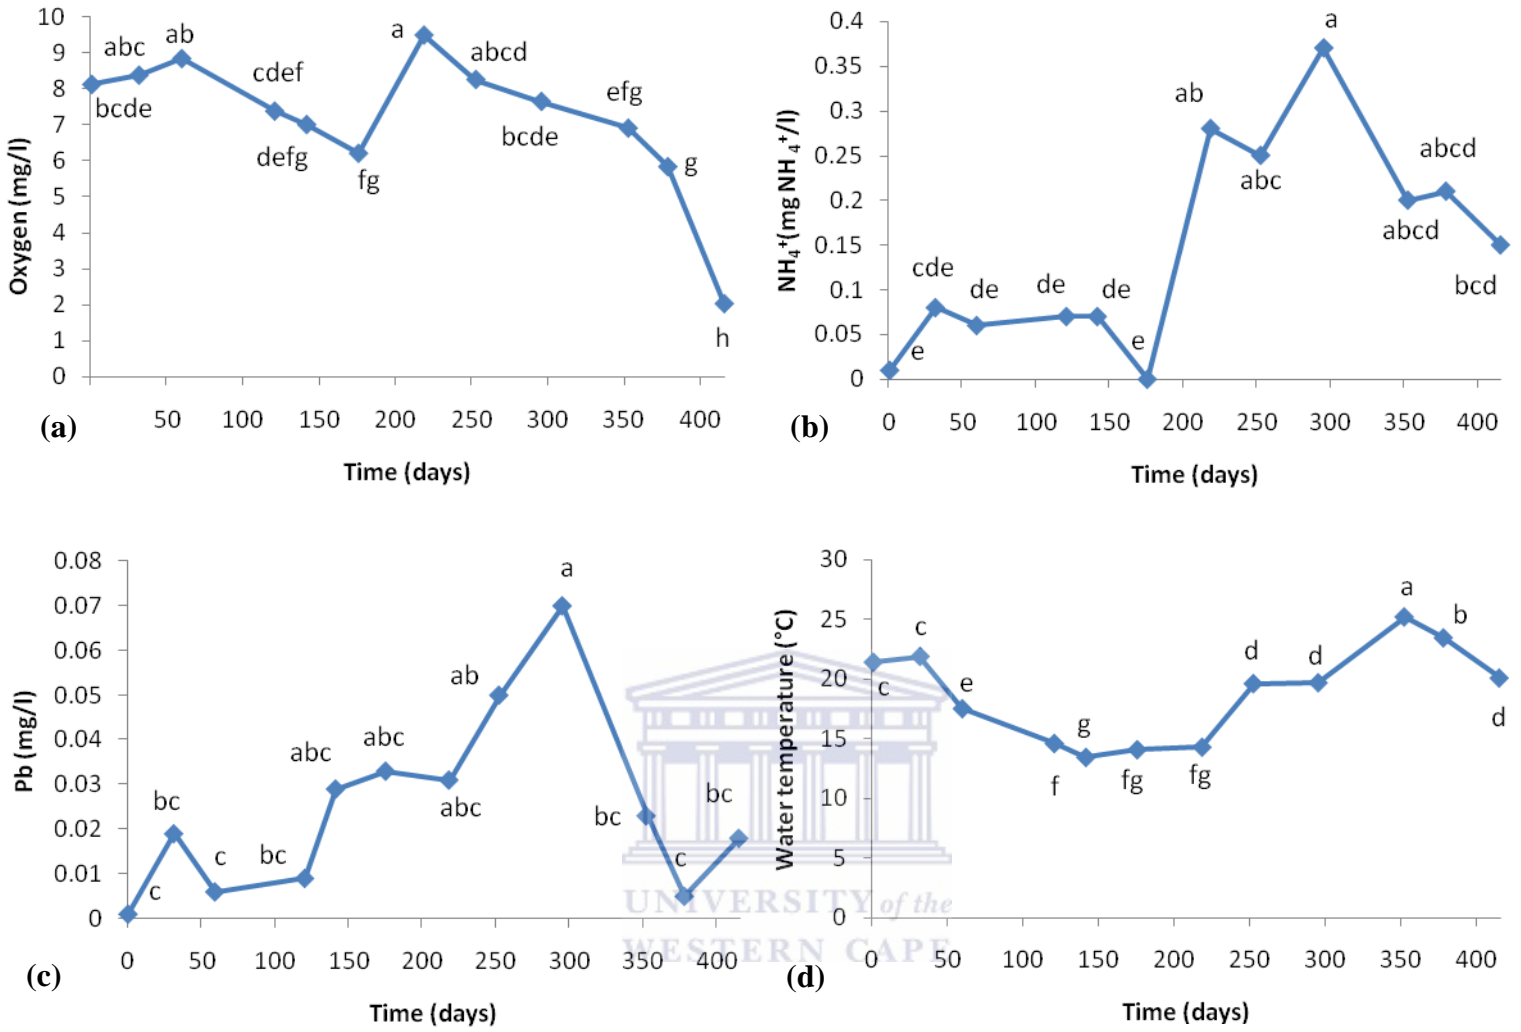 10
9
8
7
6
5
4
3
2
1
0
Oxygen (mg/l)
abc
ab
bcde
cdef
defg
fg
a
abcd
bcde
efg
g
h
50 100 150 200 250 300 350 400
(a)
Time (days)
0.4
0.35
0.3
0.25
0.2
0.15
0.1
0.05
0
NH₄⁺(mg NH ₄⁺/l)
e
cde
de
de
de
e
ab
abc
a
abcd
abcd
bcd
0 50 100 150 200 250 300 350 400
(b)
Time (days)
0.08
0.07
0.06
0.05
0.04
0.03
0.02
0.01
0
Pb (mg/l)
c
bc
c
bc
abc
abc
abc
ab
a
bc
c
bc
0 50 100 150 200 250 300 350 400
(c)
Time (days)
30
25
20
15
10
5
0
Water temperature (°C)
c
c
e
f
g
fg
fg
d
d
a
b
d
0 50 100 150 200 250 300 350 400
(d)
Time (days)
UNIVERSITY of the
WESTERN CAPE